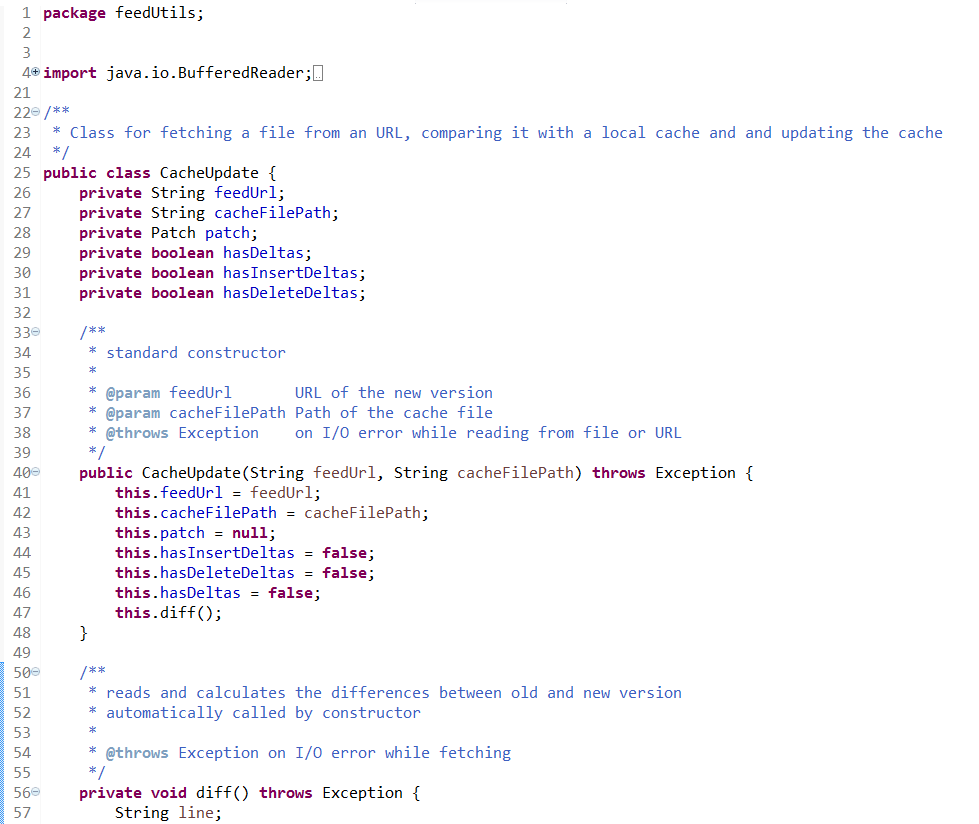 1 package feedUtils;
2
3
4 import java.io.BufferedReader;
21
22 /**
23  * Class for fetching a file from an URL, comparing it with a local cache and and updating the cache
24  */
25 public class CacheUpdate {
26     private String feedUrl;
27     private String cacheFilePath;
28     private Patch patch;
29     private boolean hasDeltas;
30     private boolean hasInsertDeltas;
31     private boolean hasDeleteDeltas;
32
33     /**
34      * standard constructor
35      *
36      * @param feedUrl       URL of the new version
37      * @param cacheFilePath Path of the cache file
38      * @throws Exception    on I/O error while reading from file or URL
39      */
40     public CacheUpdate(String feedUrl, String cacheFilePath) throws Exception {
41         this.feedUrl = feedUrl;
42         this.cacheFilePath = cacheFilePath;
43         this.patch = null;
44         this.hasInsertDeltas = false;
45         this.hasDeleteDeltas = false;
46         this.hasDeltas = false;
47         this.diff();
48     }
49
50     /**
51      * reads and calculates the differences between old and new version
52      * automatically called by constructor
53      *
54      * @throws Exception on I/O error while fetching
55      */
56     private void diff() throws Exception {
57         String line;